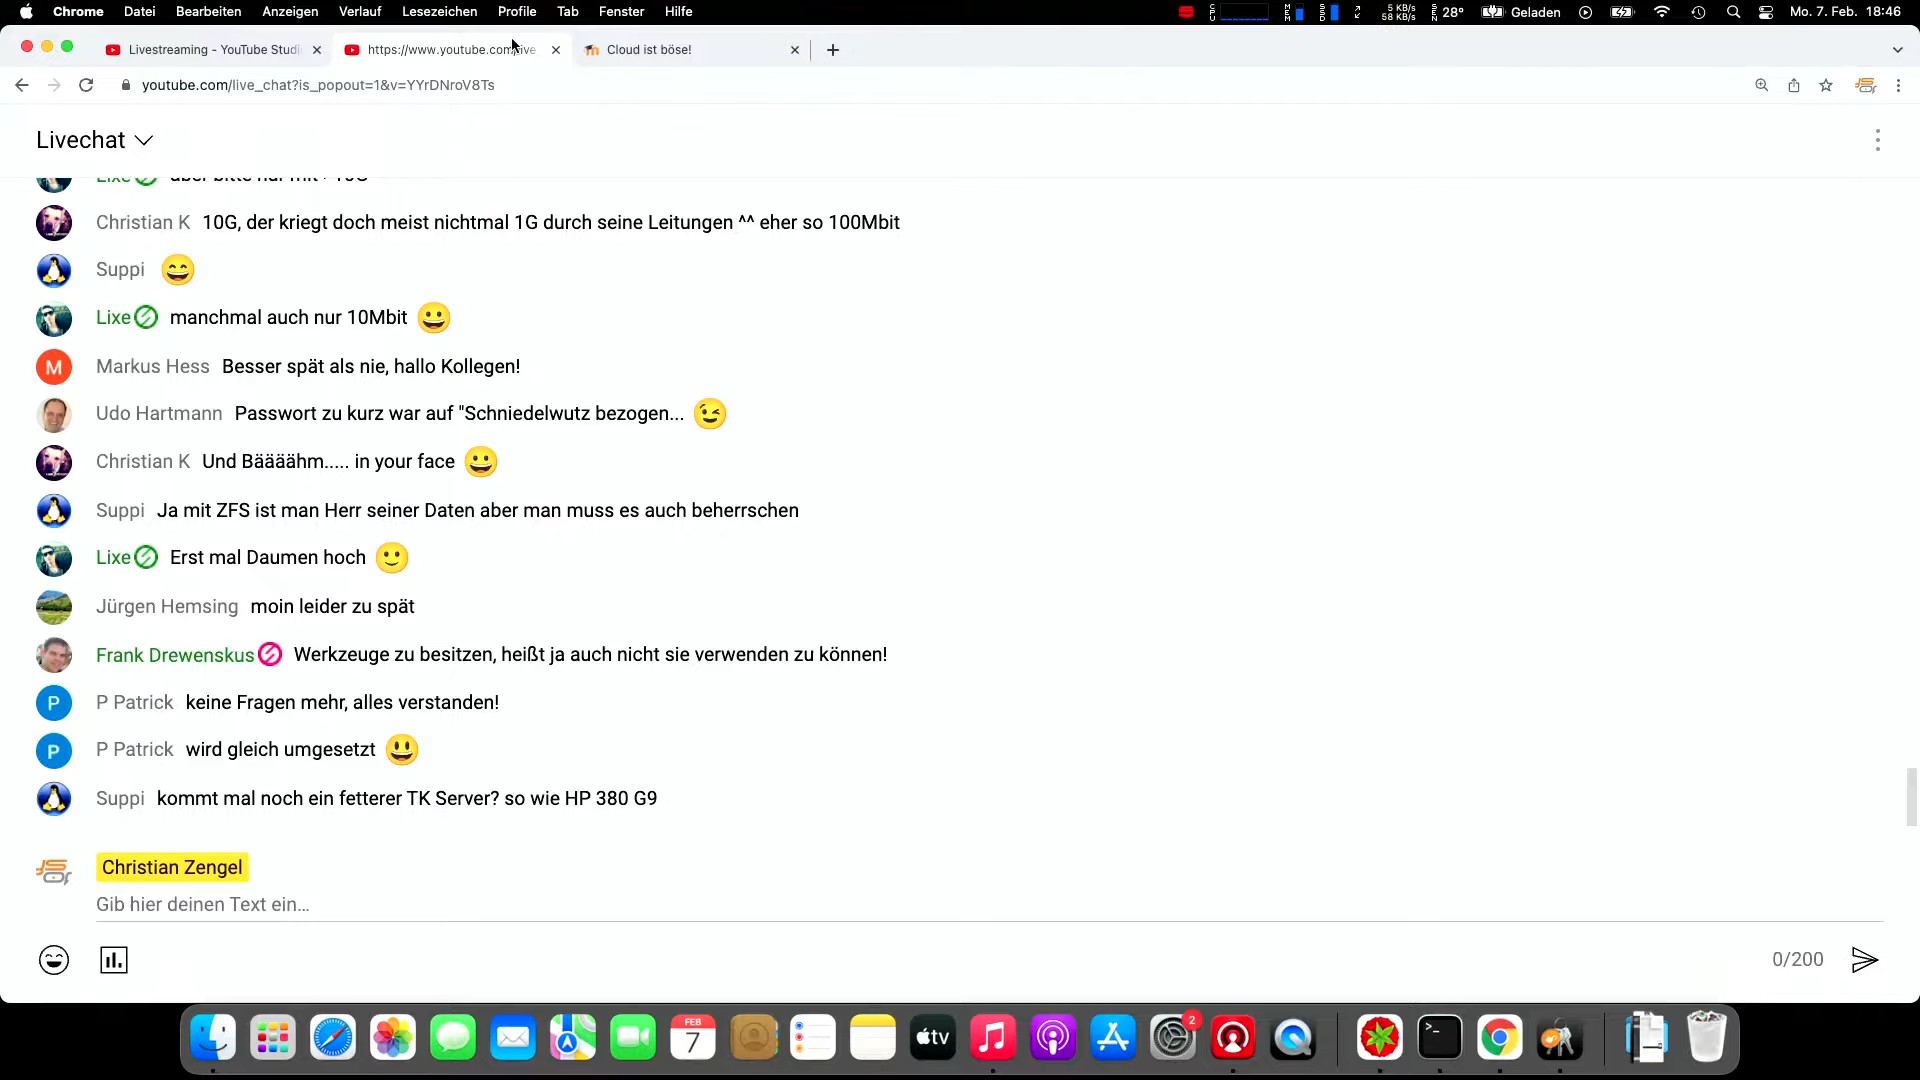 Chrome Datei Bearbeiten Anzeigen Verlauf Lesezeichen Profile Tab Fenster Hilfe 5 KB/s 58 KB/s 28° Geladen Mo. 7. Feb. 18:46
Livestreaming - YouTube Studi https://www.youtube.com/live Cloud ist böse!
youtube.com/live_chat?is_popout=1&v=YYrDNroV8Ts
Livechat
Christian K 10G, der kriegt doch meist nichtmal 1G durch seine Leitungen ^^ eher so 100Mbit
Suppi 😄
Lixe manchmal auch nur 10Mbit 😀
M Markus Hess Besser spät als nie, hallo Kollegen!
Udo Hartmann Passwort zu kurz war auf "Schniedelwutz bezogen... 😉
Christian K Und Bäääähm..... in your face 😀
Suppi Ja mit ZFS ist man Herr seiner Daten aber man muss es auch beherrschen
Lixe Erst mal Daumen hoch 🙂
Jürgen Hemsing moin leider zu spät
Frank Drewenskus Werkzeuge zu besitzen, heißt ja auch nicht sie verwenden zu können!
P P Patrick keine Fragen mehr, alles verstanden!
P P Patrick wird gleich umgesetzt 😃
Suppi kommt mal noch ein fetterer TK Server? so wie HP 380 G9
Christian Zengel
Gib hier deinen Text ein...
0/200
FEB
7
tv
2